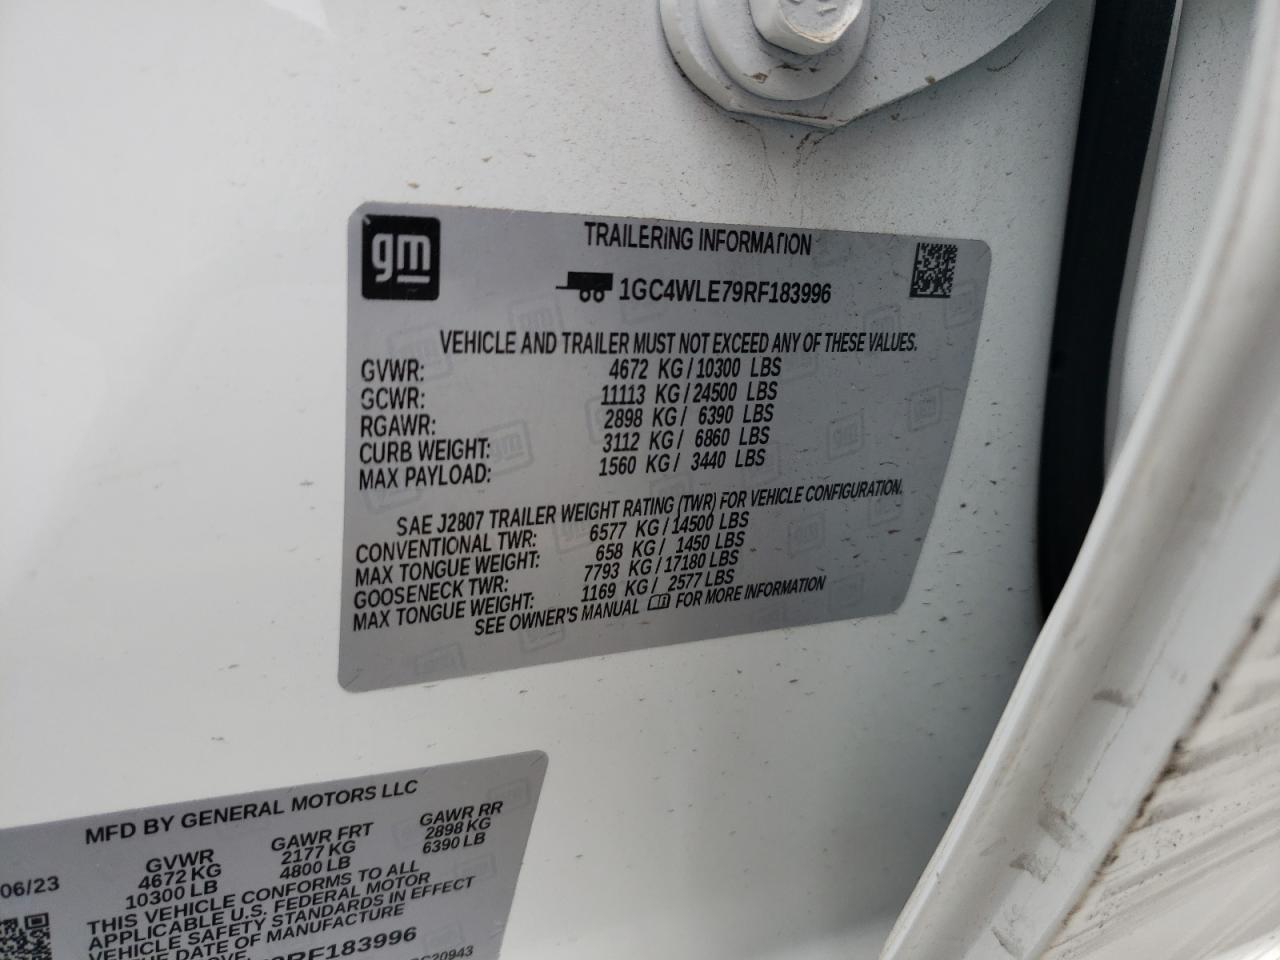 gm
TRAILERING INFORMATION
1GC4WLE79RF183996
VEHICLE AND TRAILER MUST NOT EXCEED ANY OF THESE VALUES.
GVWR: 4672 KG / 10300 LBS
GCWR: 11113 KG / 24500 LBS
RGAWR: 2898 KG / 6390 LBS
CURB WEIGHT: 3112 KG / 6860 LBS
MAX PAYLOAD: 1560 KG / 3440 LBS
SAE J2807 TRAILER WEIGHT RATING (TWR) FOR VEHICLE CONFIGURATION.
CONVENTIONAL TWR: 6577 KG / 14500 LBS
MAX TONGUE WEIGHT: 658 KG / 1450 LBS
GOOSENECK TWR: 7793 KG / 17180 LBS
MAX TONGUE WEIGHT: 1169 KG / 2577 LBS
SEE OWNER'S MANUAL FOR MORE INFORMATION
MFD BY GENERAL MOTORS LLC
GVWR GAWR FRT GAWR RR
06/23 4672 KG 2177 KG 2898 KG
10300 LB 4800 LB 6390 LB
THIS VEHICLE CONFORMS TO ALL
APPLICABLE U.S. FEDERAL MOTOR
VEHICLE SAFETY STANDARDS IN EFFECT
THE DATE OF MANUFACTURE
9RF183996
20943